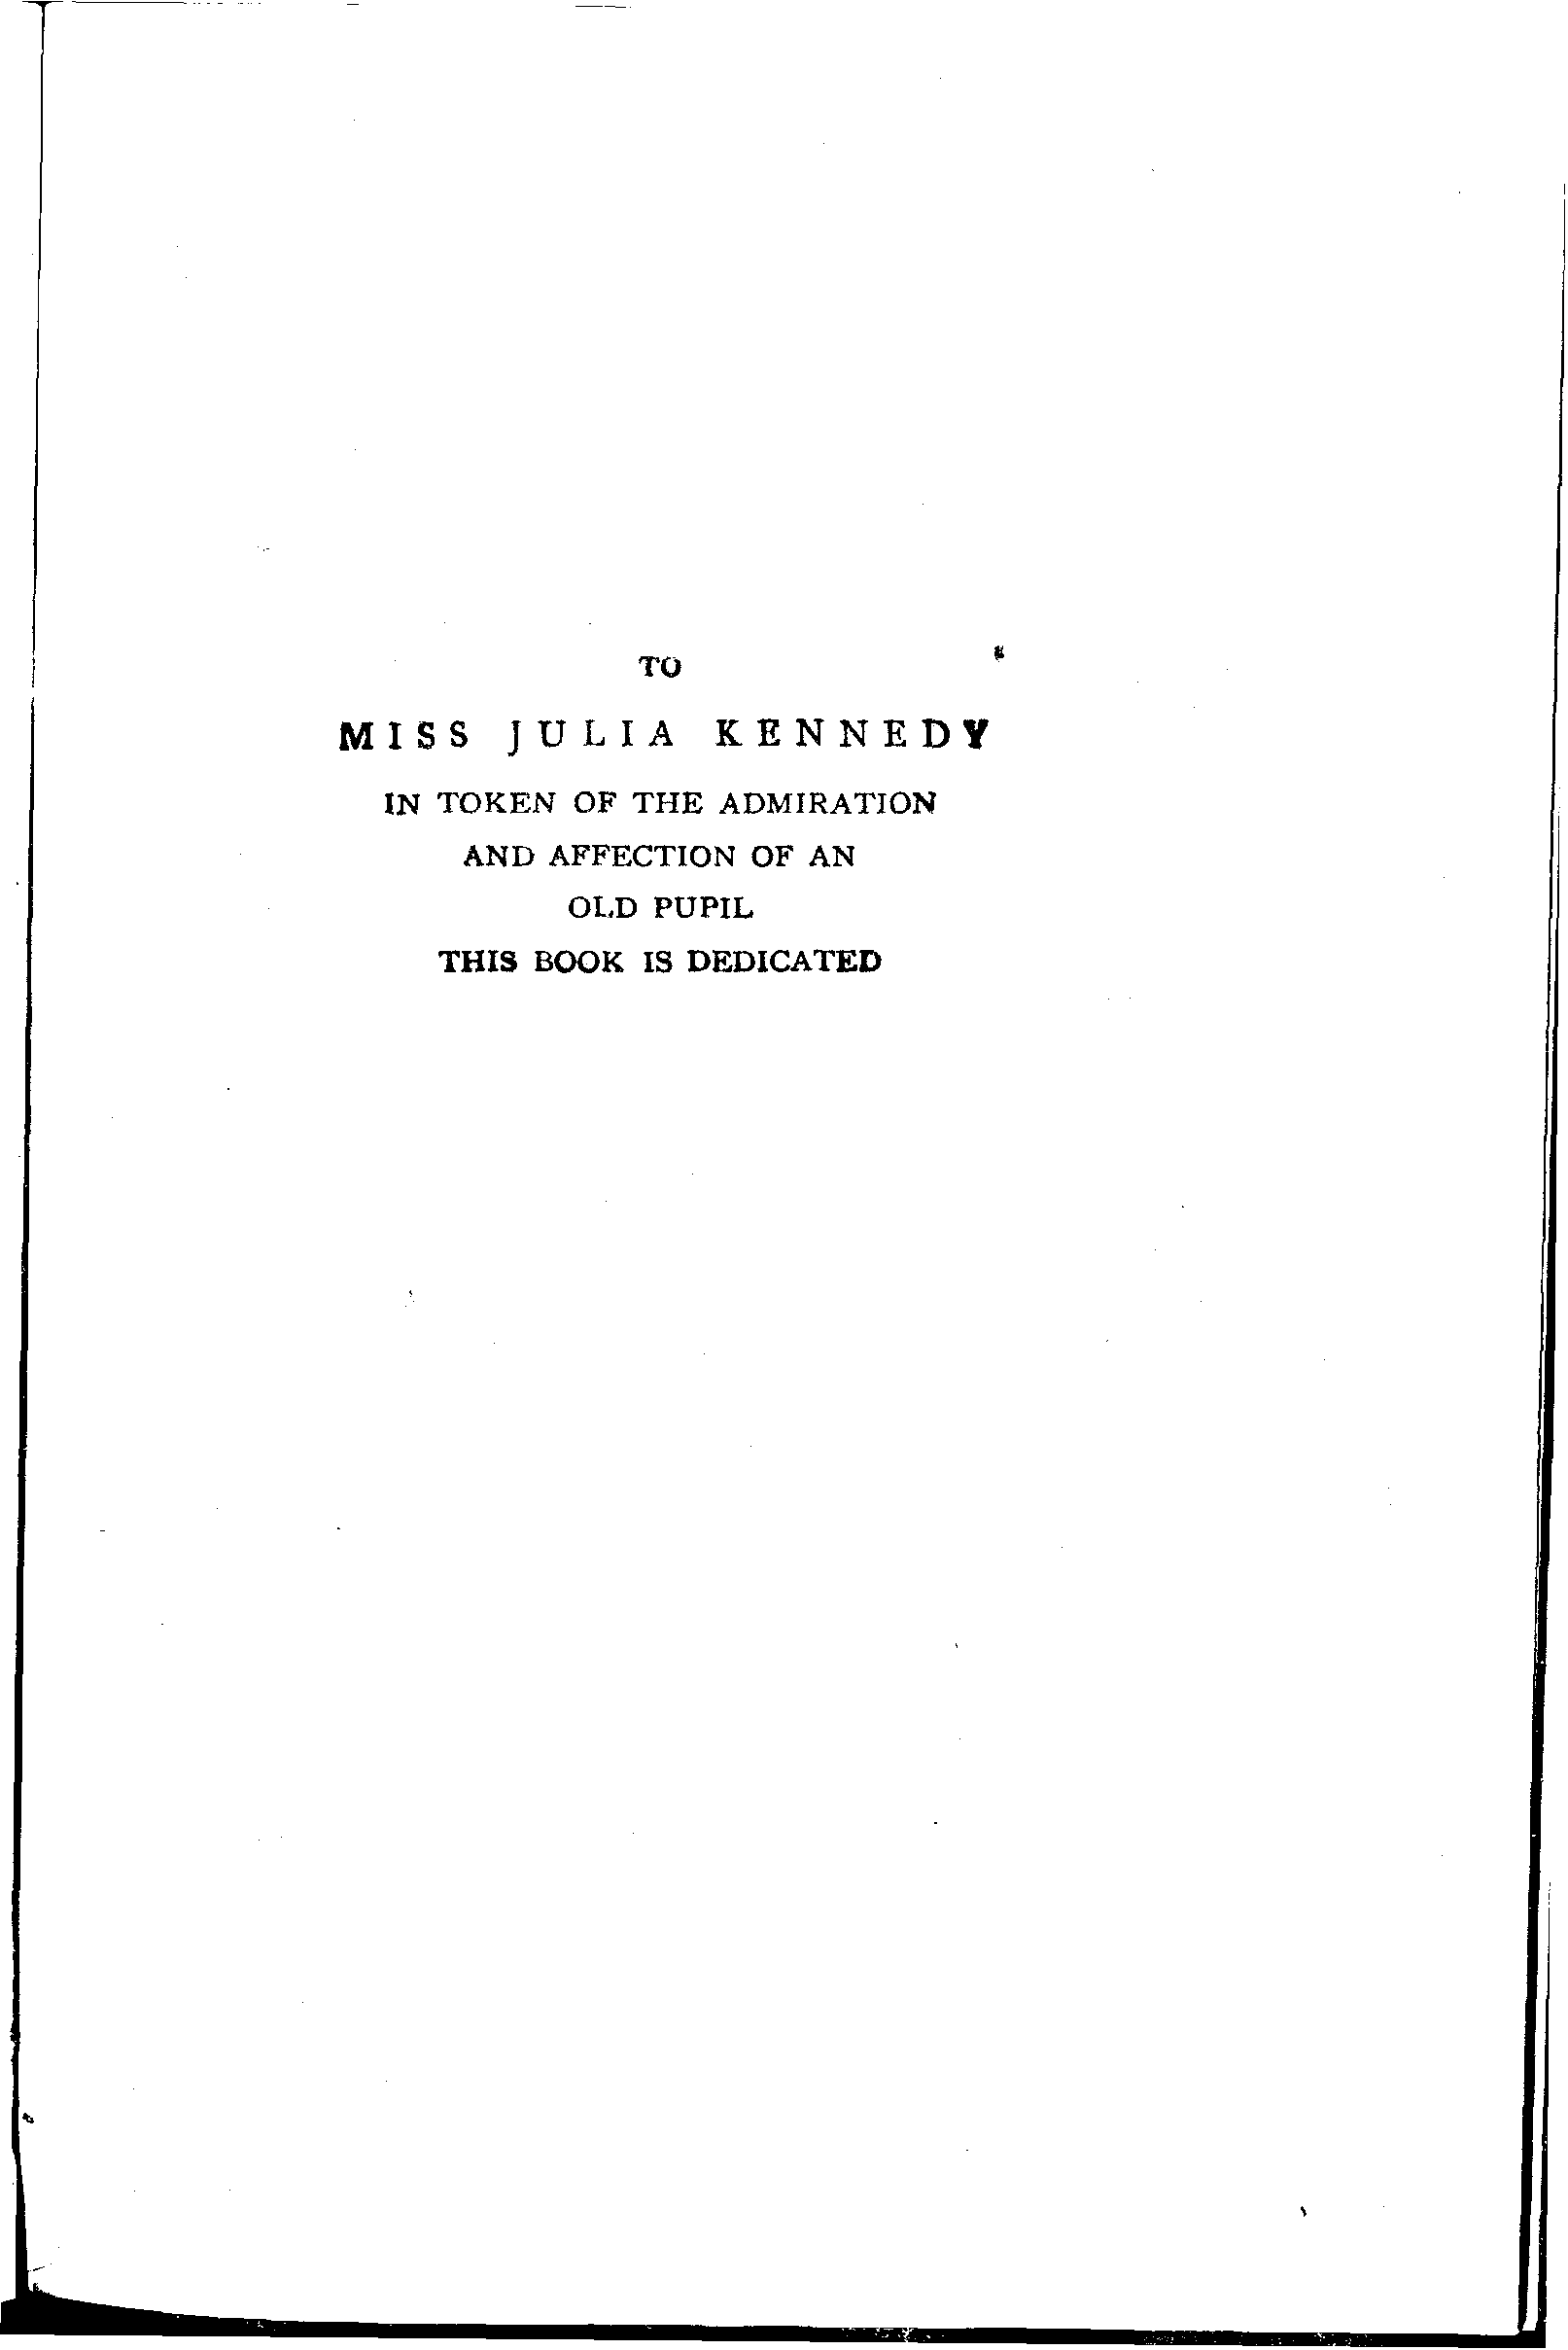 TO
MISS JULIA KENNEDY
IN TOKEN OF THE ADMIRATION
AND AFFECTION OF AN
OLD PUPIL
THIS BOOK IS DEDICATED